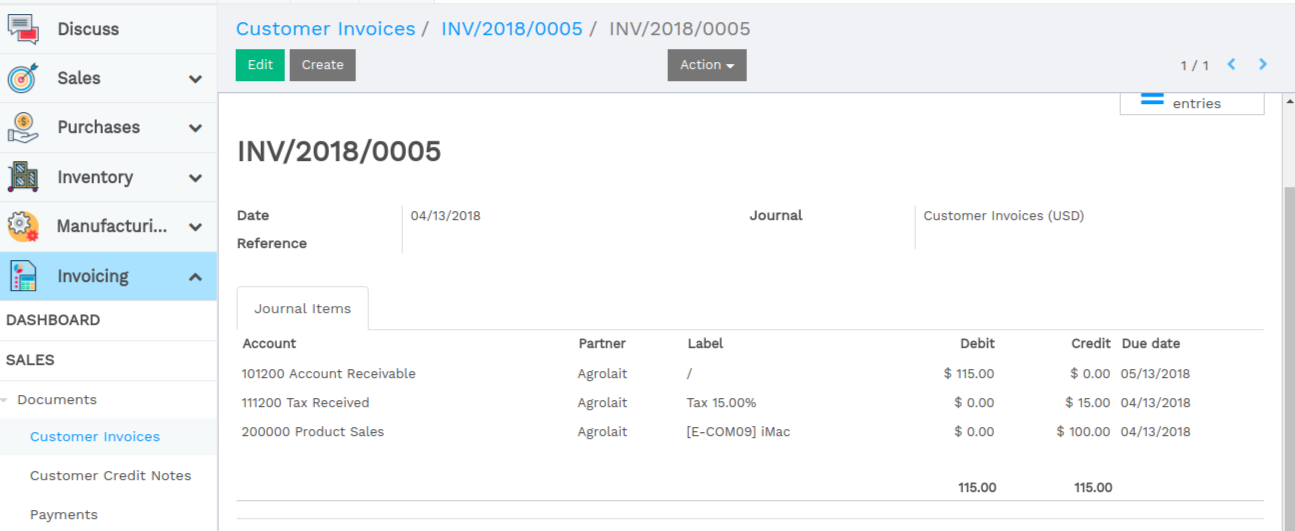 Discuss
Sales
Purchases
Inventory
Manufacturi...
Invoicing
DASHBOARD
SALES
Documents
Customer Invoices
Customer Credit Notes
Payments
Customer Invoices / INV/2018/0005 / INV/2018/0005
Edit Create Action 1 / 1
entries
INV/2018/0005
Date 04/13/2018 Journal Customer Invoices (USD)
Reference
Journal Items
Account Partner Label Debit Credit Due date
101200 Account Receivable Agrolait / $ 115.00 $ 0.00 05/13/2018
111200 Tax Received Agrolait Tax 15.00% $ 0.00 $ 15.00 04/13/2018
200000 Product Sales Agrolait [E-COM09] iMac $ 0.00 $ 100.00 04/13/2018
115.00 115.00